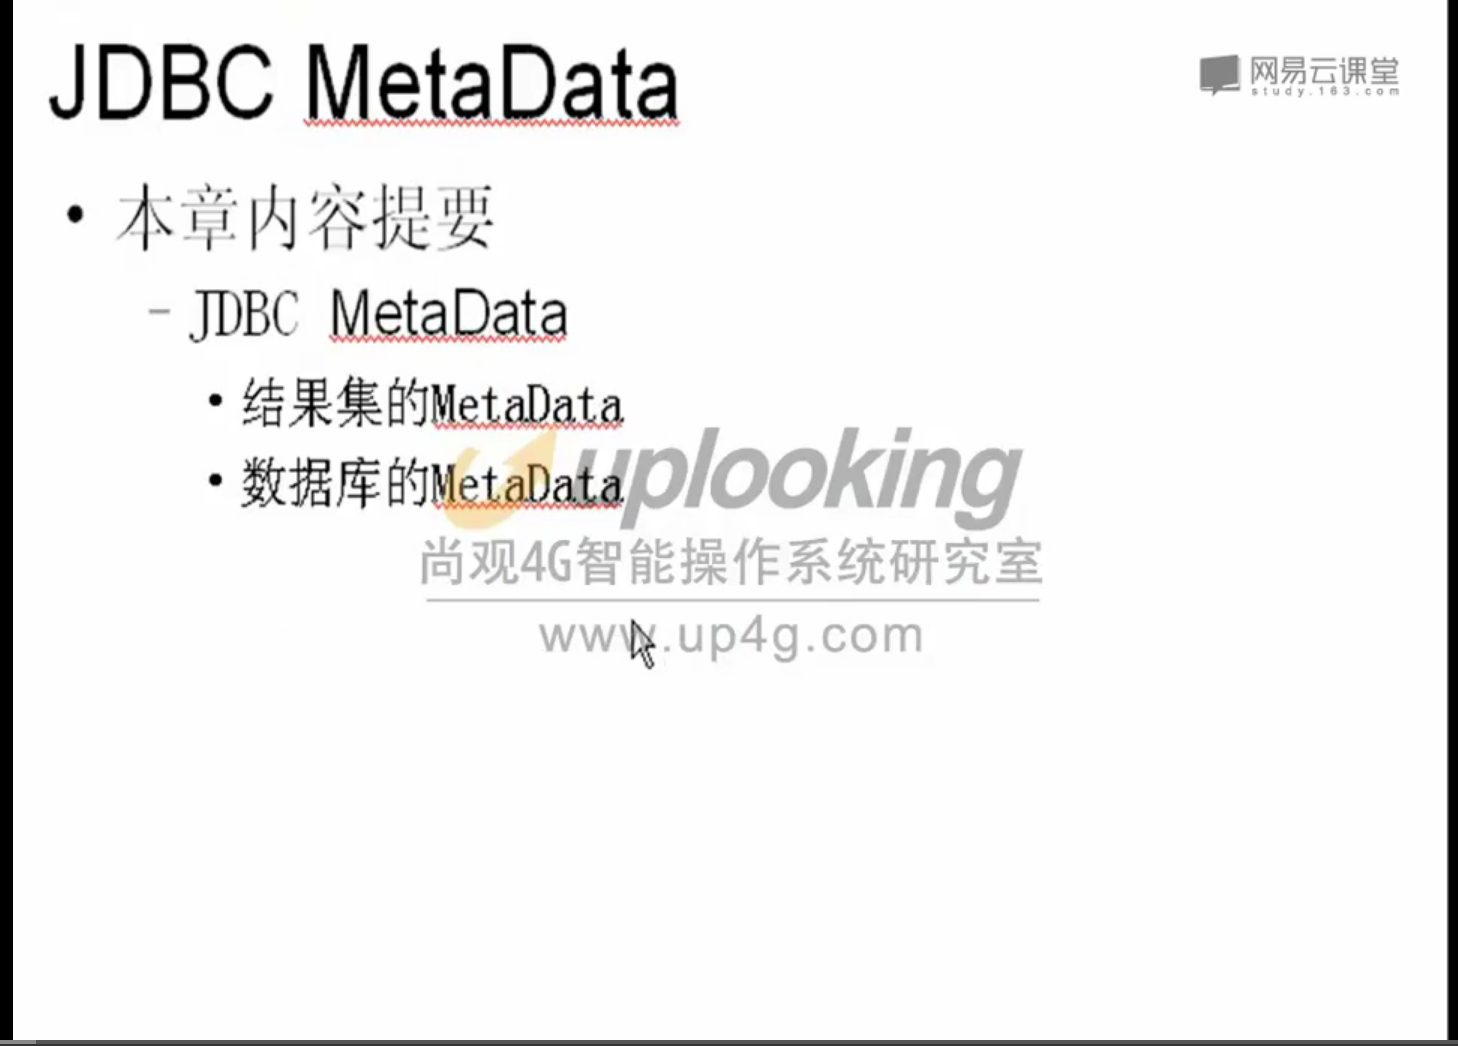 JDBC MetaData
网易云课堂
study.163.com
• 本章内容提要
– JDBC MetaData
• 结果集的MetaData
• 数据库的MetaData
uplooking
尚观4G智能操作系统研究室
www.up4g.com